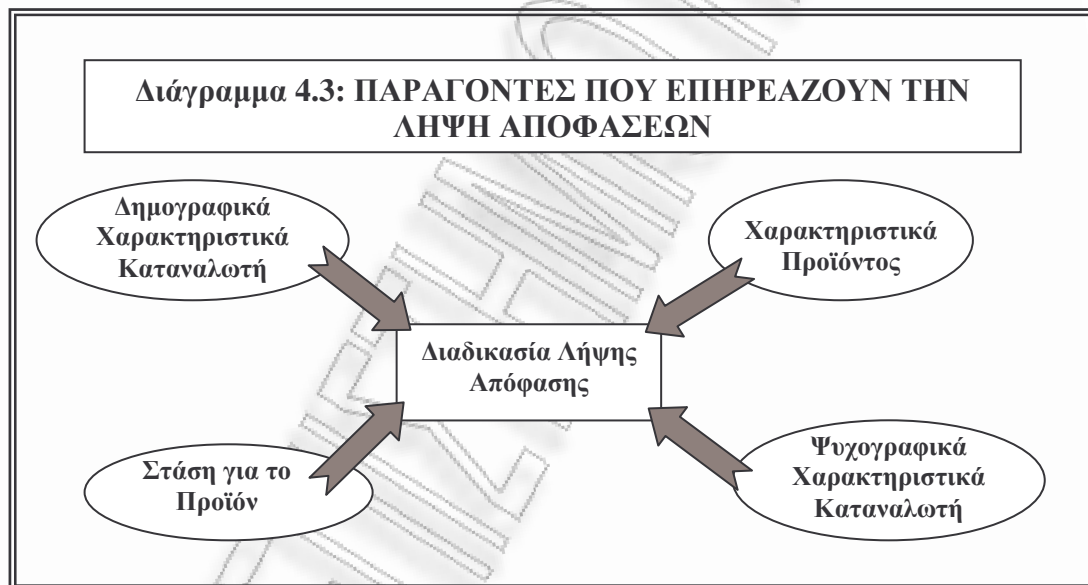 Διάγραμμα 4.3: ΠΑΡΑΓΟΝΤΕΣ ΠΟΥ ΕΠΗΡΕΑΖΟΥΝ ΤΗΝ
ΛΗΨΗ ΑΠΟΦΑΣΕΩΝ
Δημογραφικά
Χαρακτηριστικά
Καταναλωτή
Χαρακτηριστικά
Προϊόντος
Διαδικασία Λήψης
Απόφασης
Στάση για το
Προϊόν
Ψυχογραφικά
Χαρακτηριστικά
Καταναλωτή